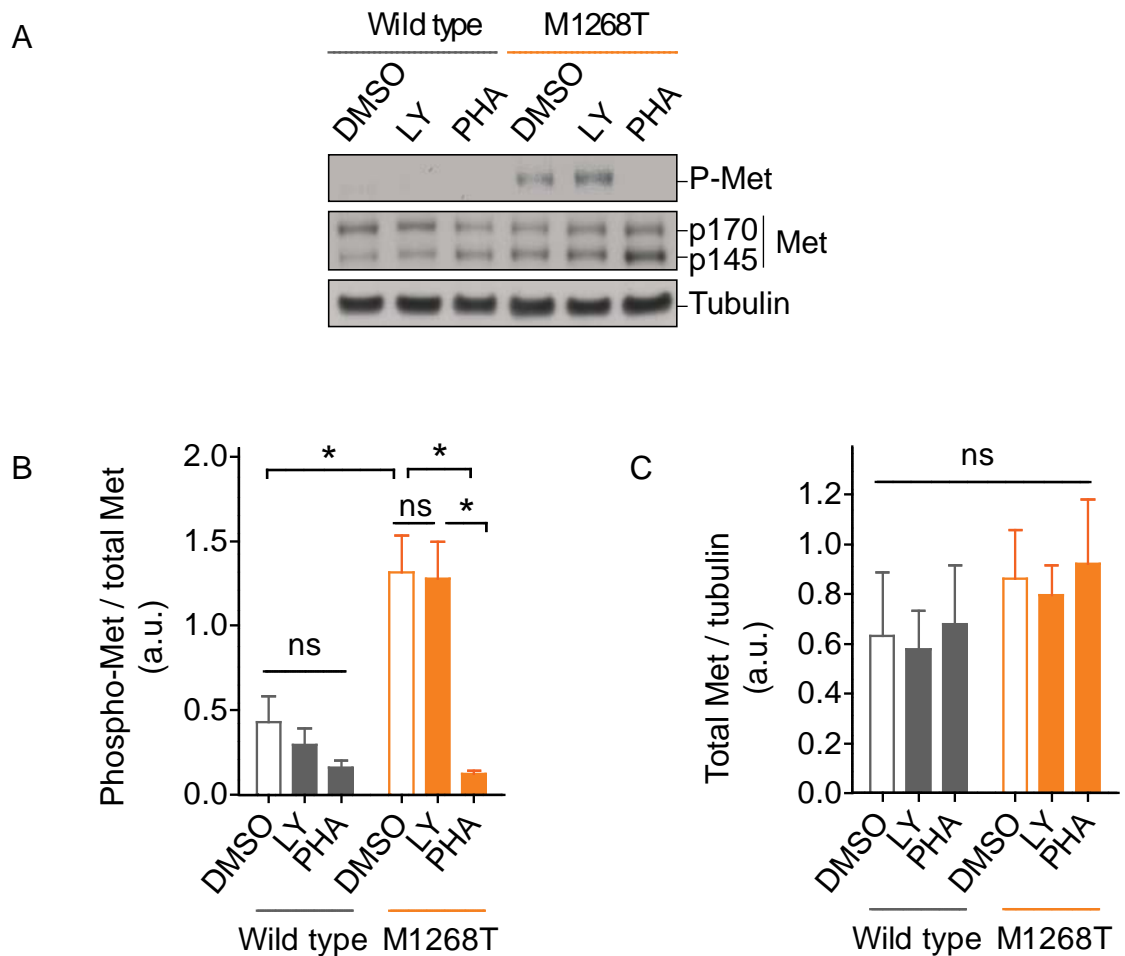 A
Wild type M1268T
DMSO LY PHA DMSO LY PHA
P-Met
p170
p145
Met
Tubulin
B
Phospho-Met / total Met
(a.u.)
2.0
1.5
1.0
0.5
0.0
* *
ns *
ns
DMSO LY PHA DMSO LY PHA
Wild type M1268T
C
Total Met / tubulin
(a.u.)
ns
1.2
1.0
0.8
0.6
0.4
0.2
0.0
DMSO LY PHA DMSO LY PHA
Wild type M1268T